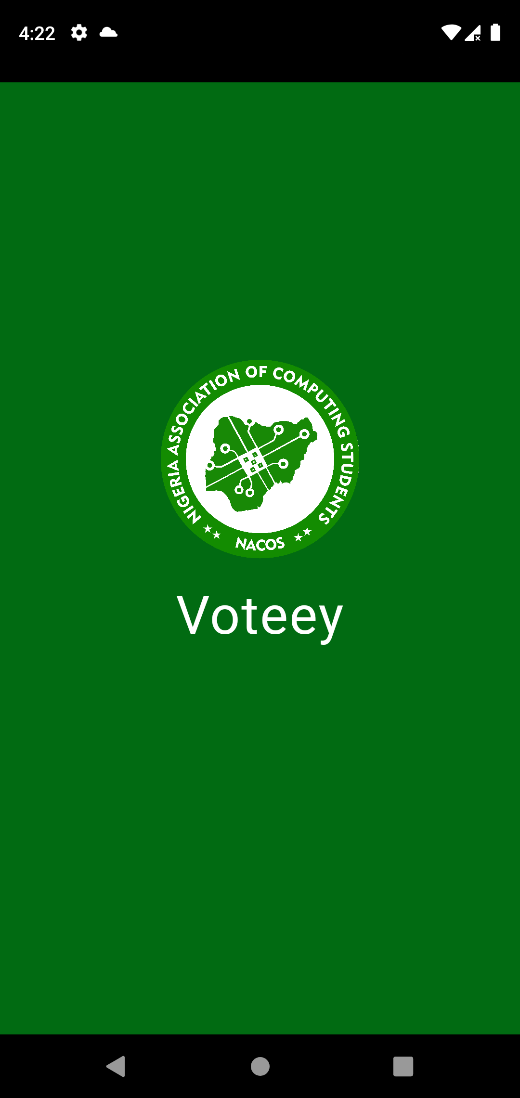 4:22
NIGERIA ASSOCIATION OF COMPUTING STUDENTS
NACOS
Voteey